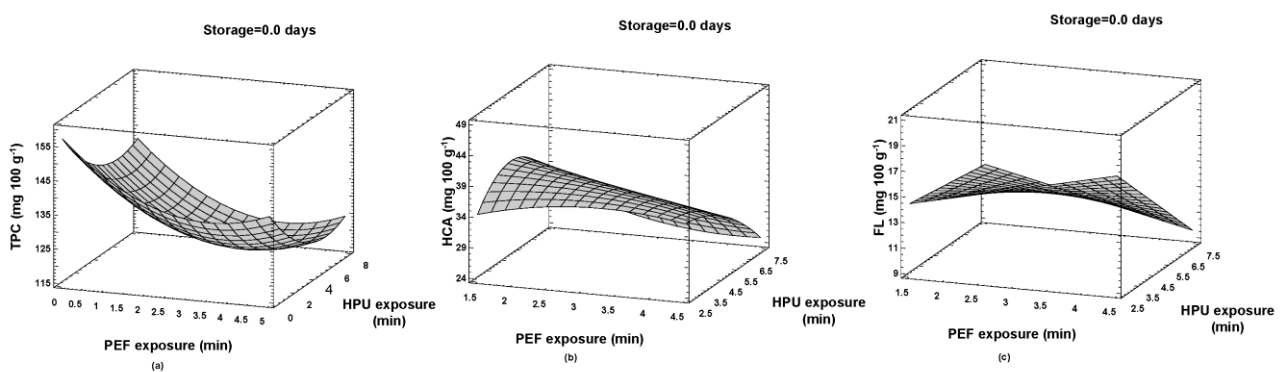 Storage=0.0 days
TPC (mg 100 g-1)
155
145
135
125
115
0 0.5 1 1.5 2 2.5 3 3.5 4 4.5 5
0 2 4 6 8
HPU exposure
(min)
PEF exposure (min)
(a)
Storage=0.0 days
HCA (mg 100 g-1)
49
44
39
34
29
24
1.5 2 2.5 3 3.5 4 4.5
2.5 3.5 4.5 5.5 6.5 7.5
HPU exposure
(min)
PEF exposure (min)
(b)
Storage=0.0 days
FL (mg 100 g-1)
21
19
17
15
13
11
9
1.5 2 2.5 3 3.5 4 4.5
2.5 3.5 4.5 5.5 6.5 7.5
HPU exposure
(min)
PEF exposure (min)
(c)